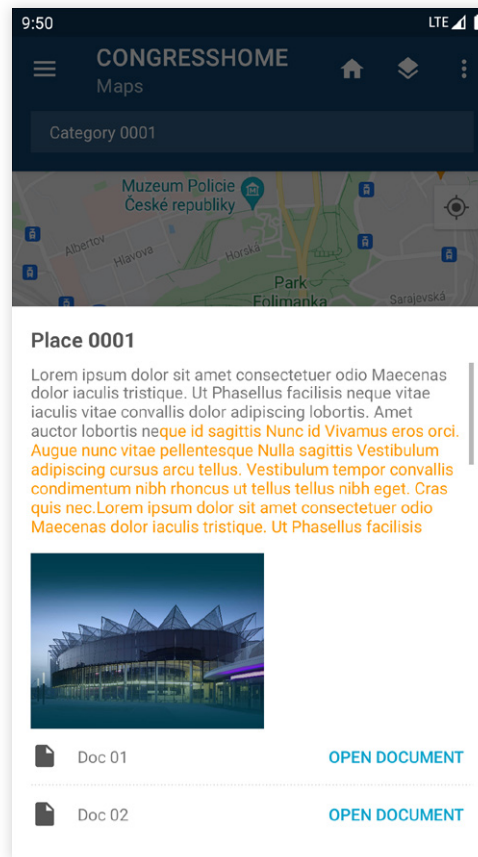 9:50
LTE
CONGRESSHOME
Maps
Category 0001
Muzeum Policie
České republiky
Albertov
Hlavova
Horská
Park
Folimanka
Sarajevská
Place 0001
Lorem ipsum dolor sit amet consectetuer odio Maecenas
dolor iaculis tristique. Ut Phasellus facilisis neque vitae
iaculis vitae convallis dolor adipiscing lobortis. Amet
auctor lobortis neque id sagittis Nunc id Vivamus eros orci.
Augue nunc vitae pellentesque Nulla sagittis Vestibulum
adipiscing cursus arcu tellus. Vestibulum tempor convallis
condimentum nibh rhoncus ut tellus tellus nibh eget. Cras
quis nec.Lorem ipsum dolor sit amet consectetuer odio
Maecenas dolor iaculis tristique. Ut Phasellus facilisis
Doc 01
OPEN DOCUMENT
Doc 02
OPEN DOCUMENT